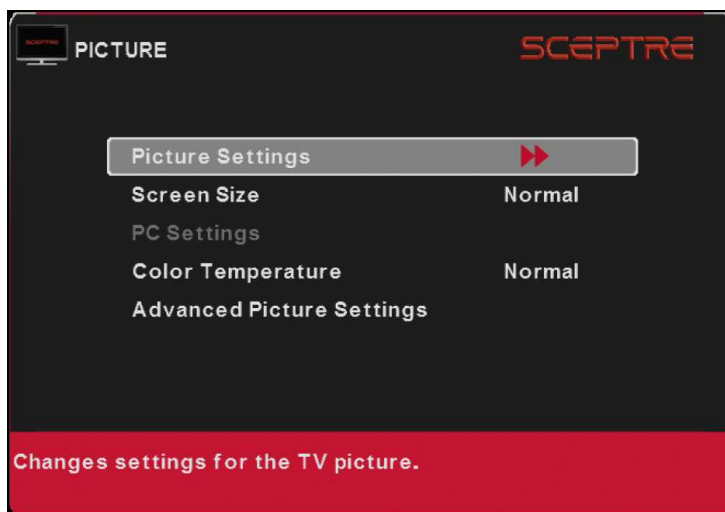 SCEPTRE
PICTURE
SCEPTRE
Picture Settings
Screen Size Normal
PC Settings
Color Temperature Normal
Advanced Picture Settings
Changes settings for the TV picture.